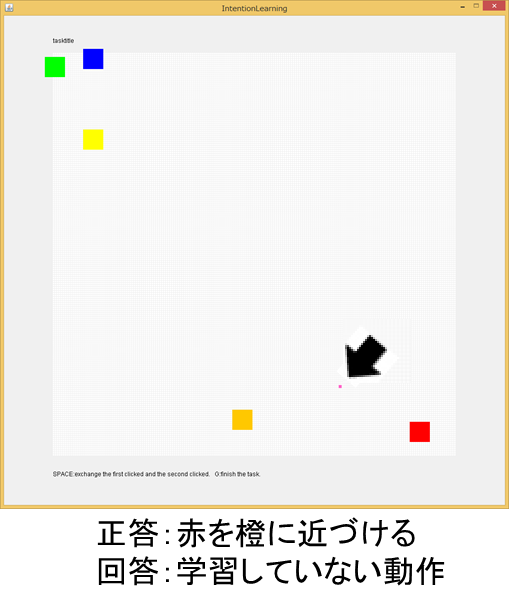 IntentionLearning
tasktitle
SPACE:exchange the first clicked and the second clicked. O:finish the task.
正答：赤を橙に近づける
回答：学習していない動作